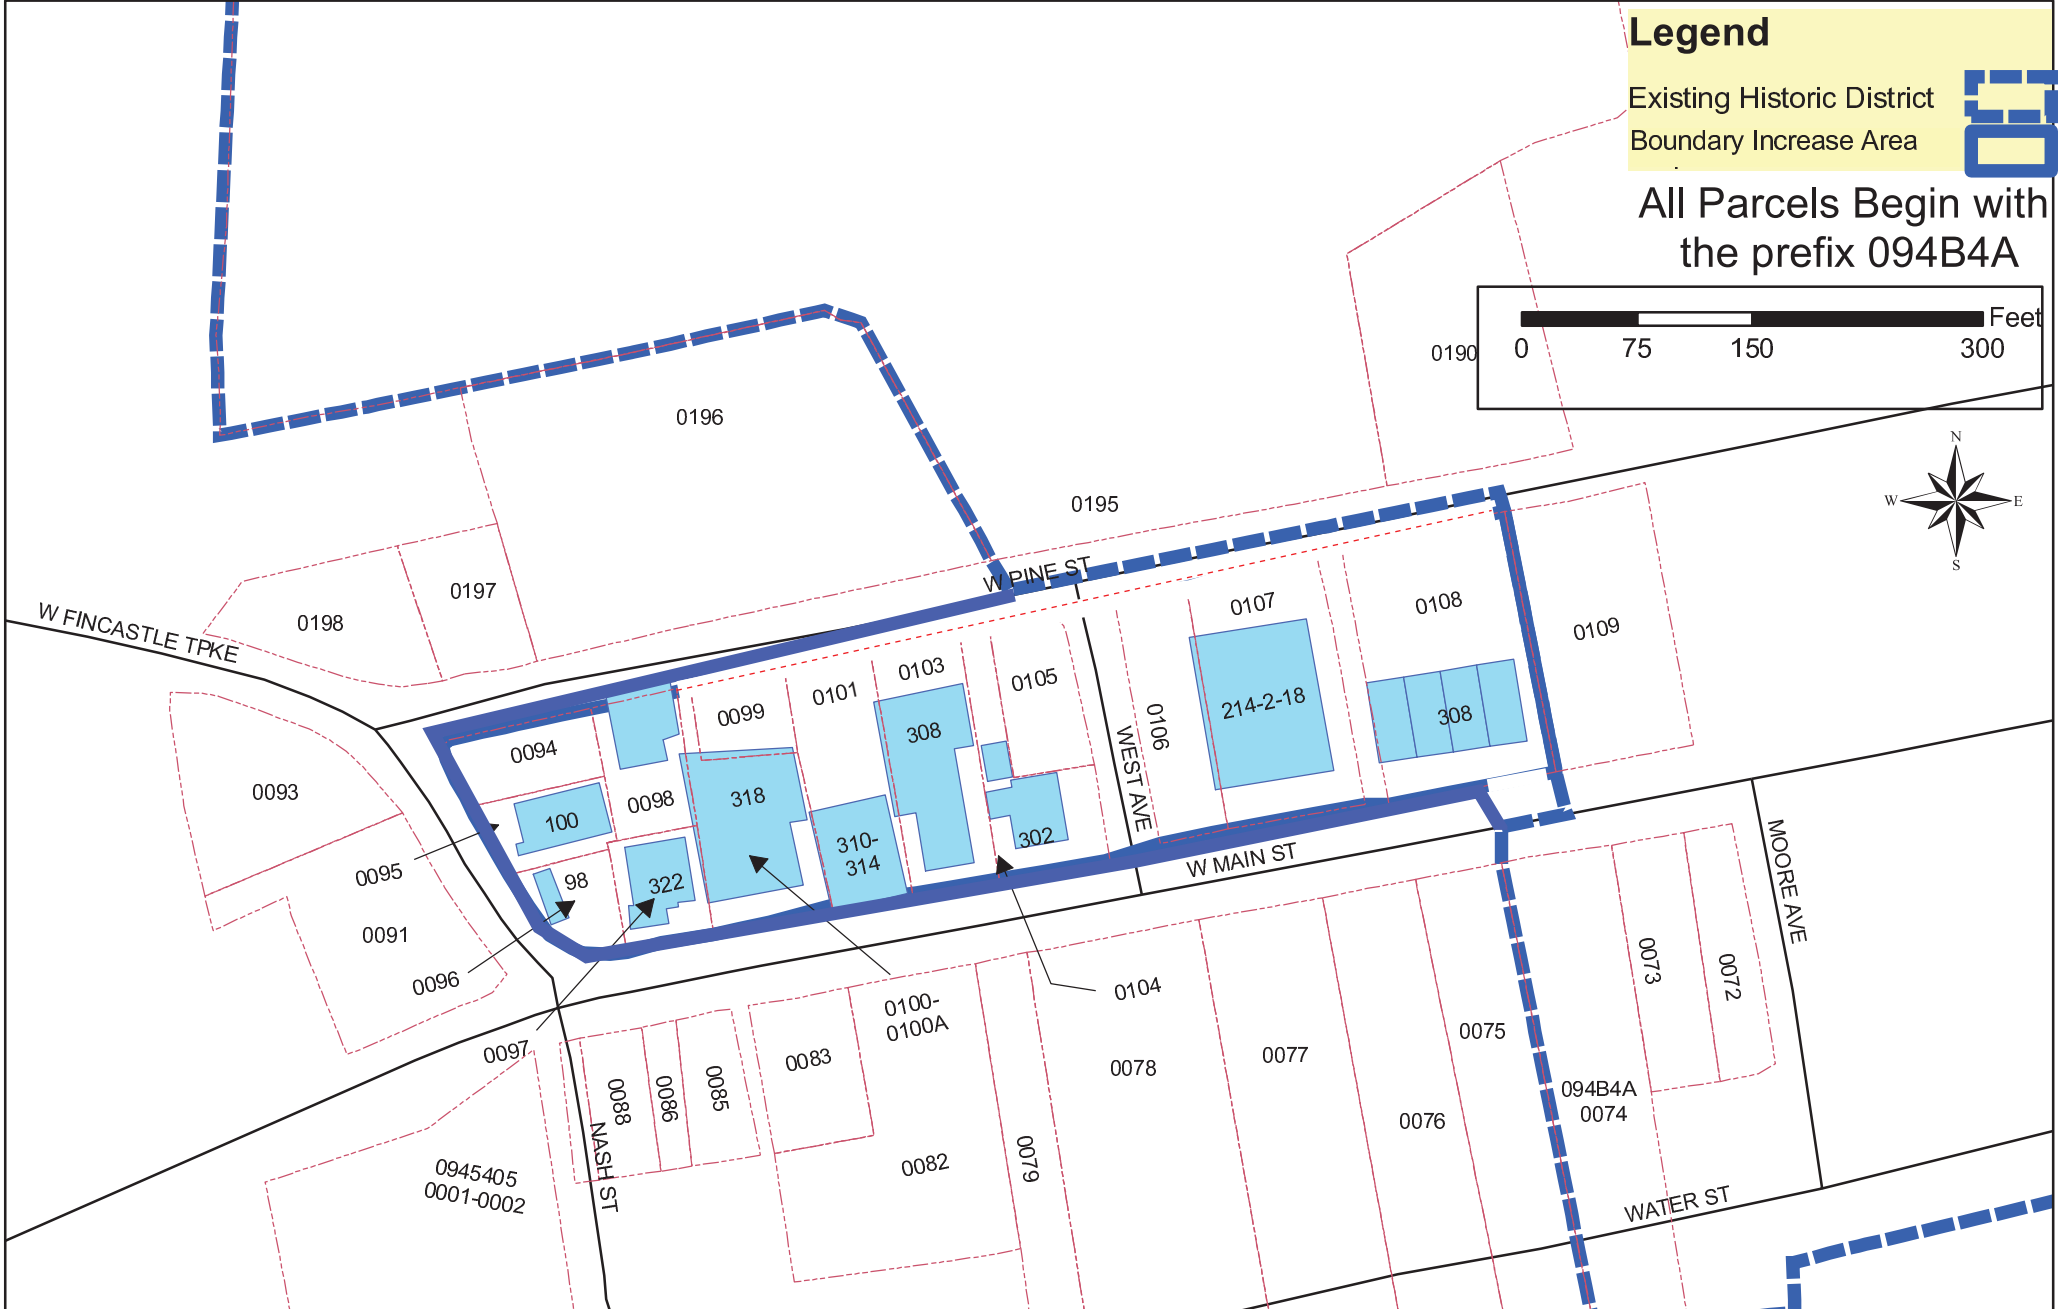 Legend
Existing Historic District
Boundary Increase Area
All Parcels Begin with
the prefix 094B4A
Feet
0 75 150 300
0190
N
W E
S
0196
0195
0197
0198
W FINCASTLE TPKE
W PINE ST
0107
0108
0109
0103
0105
0101
0099
0106
214-2-18
308
308
0094
0093
0098
318
100
WEST AVE
310-
314
302
0095
98
322
W MAIN ST
MOORE AVE
0091
0096
0104
0100-
0100A
0073
0072
0097
0083
0078
0077
0075
0088
0086
0085
094B4A
0074
0076
NASH ST
0082
0079
0945405
0001-0002
WATER ST